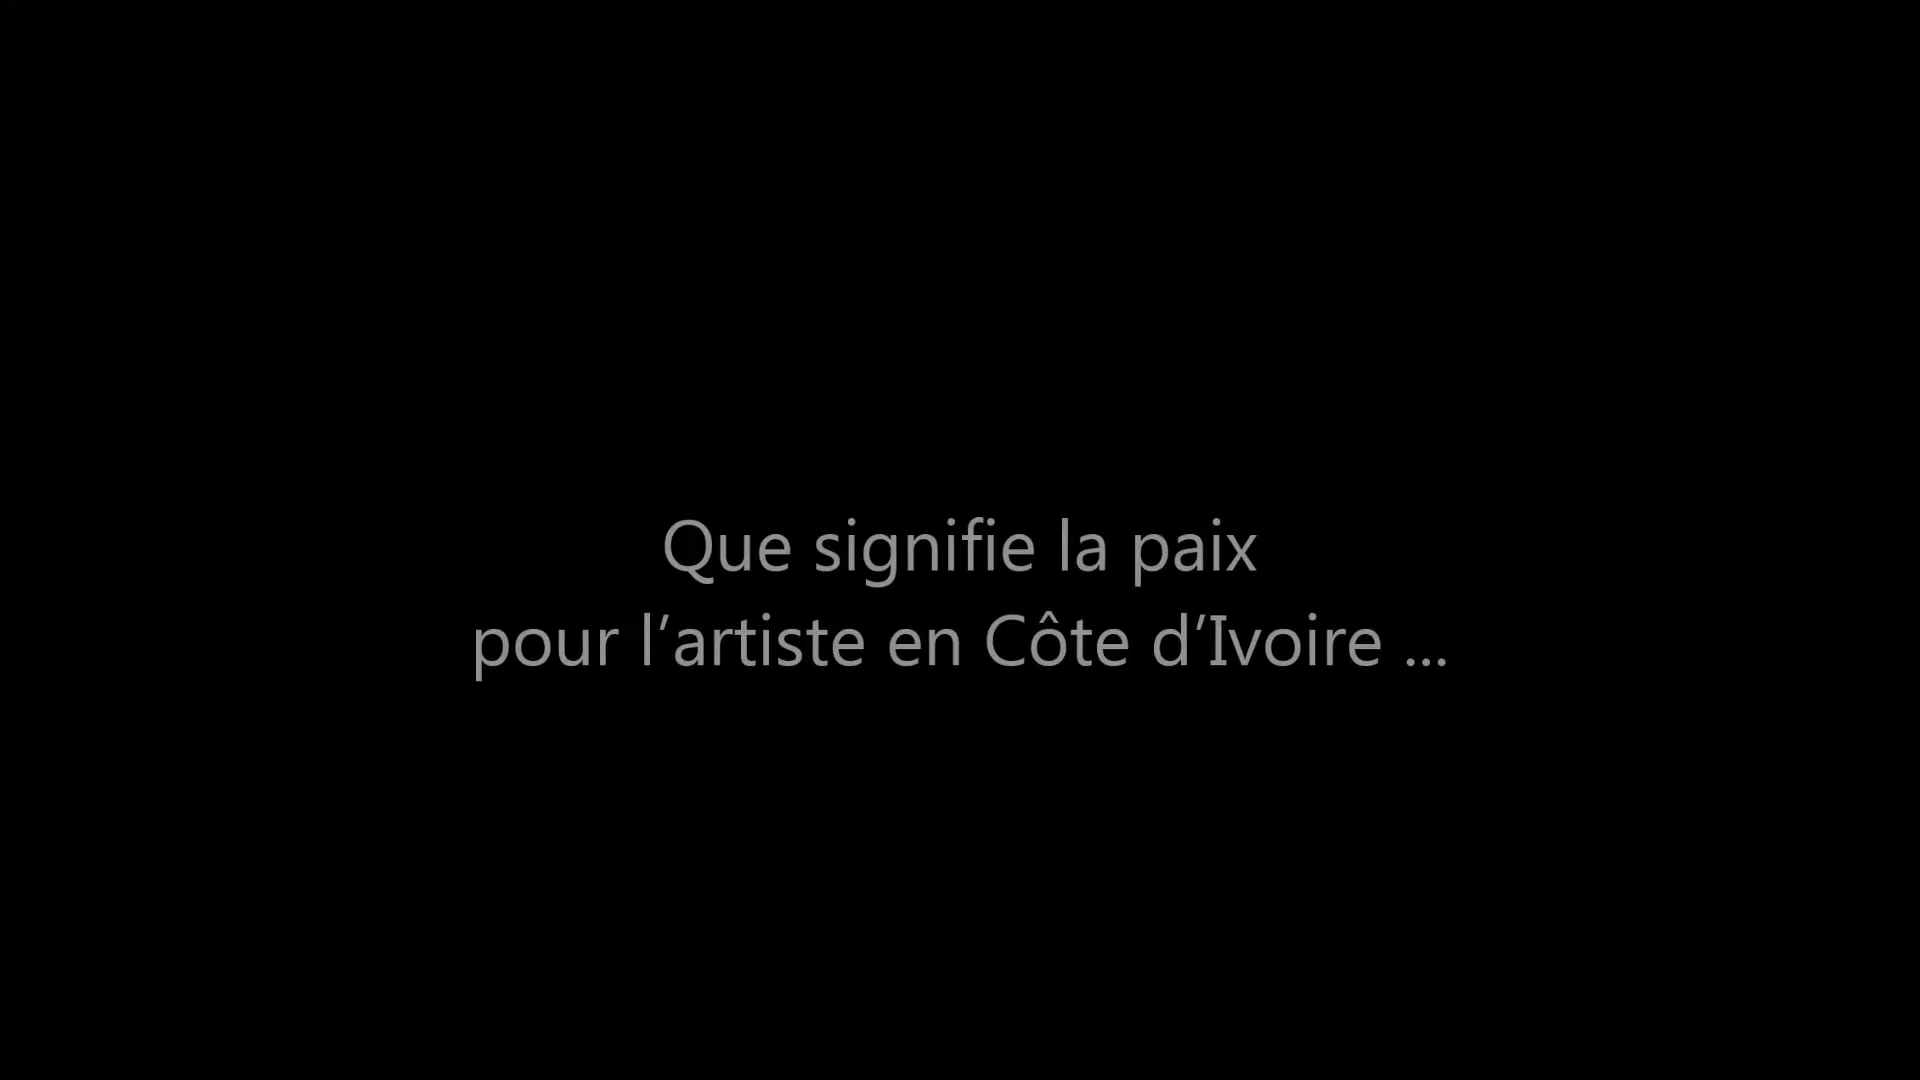 Que signifie la paix
pour l’artiste en Côte d’Ivoire ...